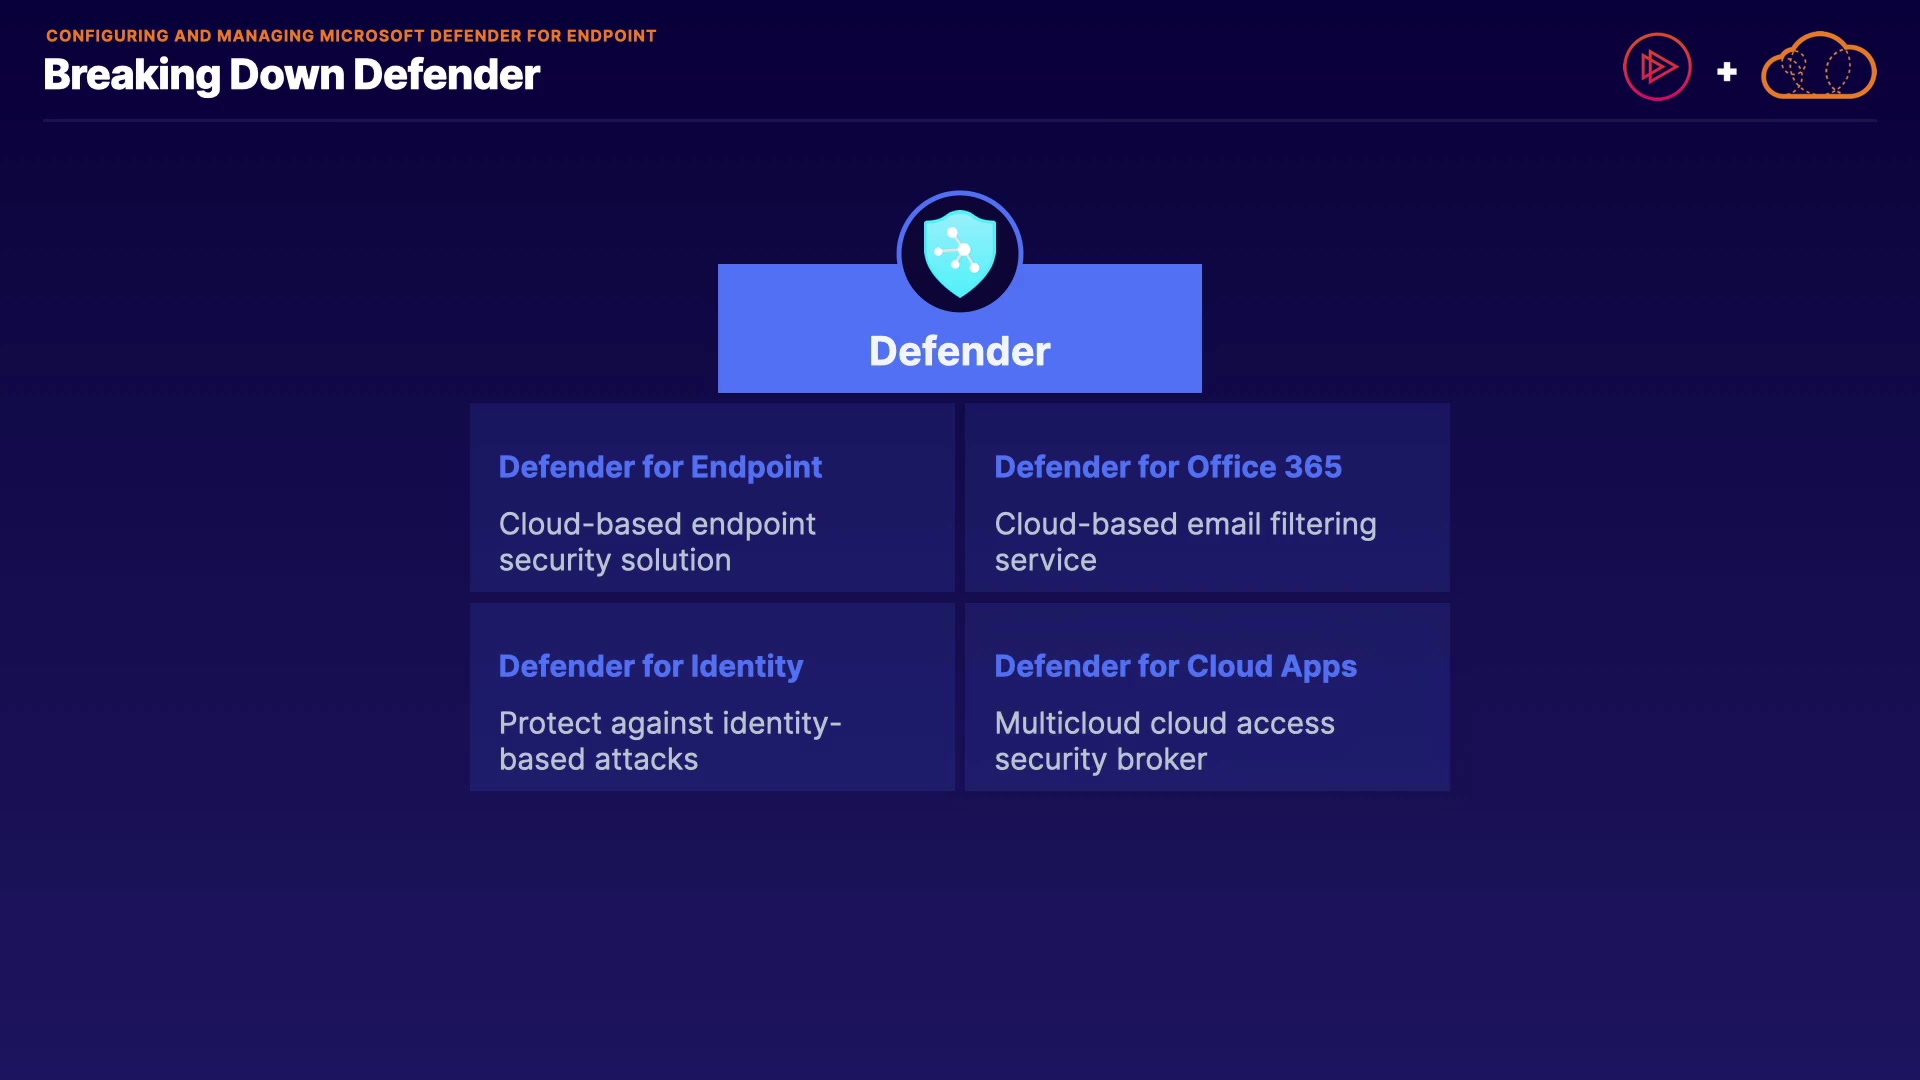 CONFIGURING AND MANAGING MICROSOFT DEFENDER FOR ENDPOINT
Breaking Down Defender
+
Defender
Defender for Endpoint
Cloud-based endpoint
security solution
Defender for Office 365
Cloud-based email filtering
service
Defender for Identity
Protect against identity-
based attacks
Defender for Cloud Apps
Multicloud cloud access
security broker